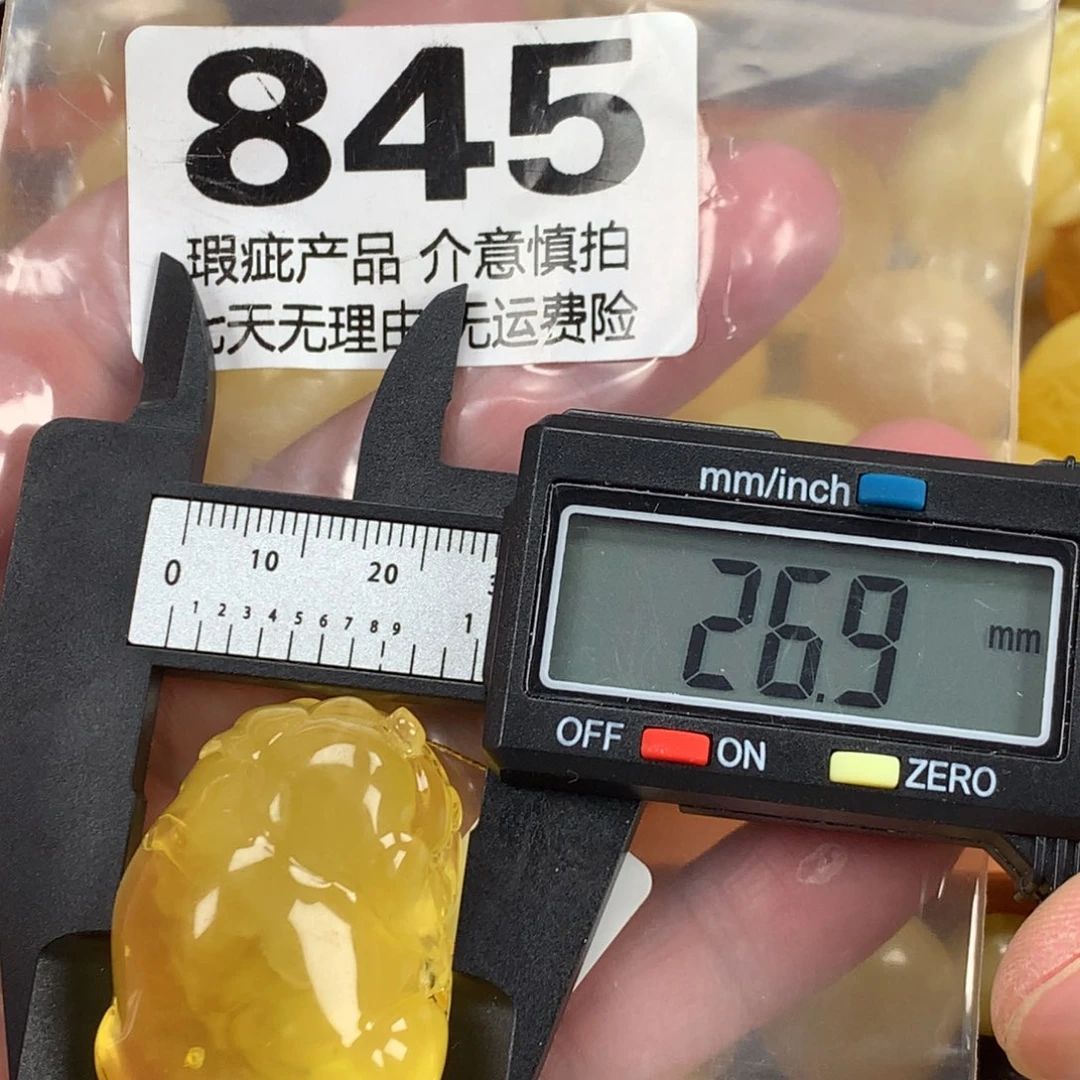 845
瑕疵产品 介意慎拍
七天无理由 无运费险
mm/inch
0 10 20
1 2 3 4 5 6 7 8 9 1
26.9 mm
OFF ON ZERO